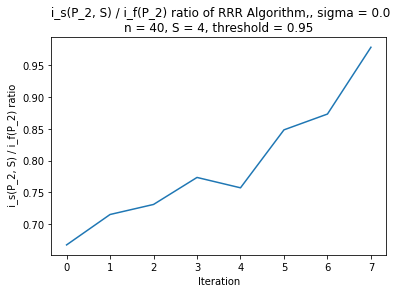 i_s(P_2, S) / i_f(P_2) ratio of RRR Algorithm,, sigma = 0.0
n = 40, S = 4, threshold = 0.95
i_s(P_2, S) / i_f(P_2) ratio
0.95
0.90
0.85
0.80
0.75
0.70
0 1 2 3 4 5 6 7
Iteration